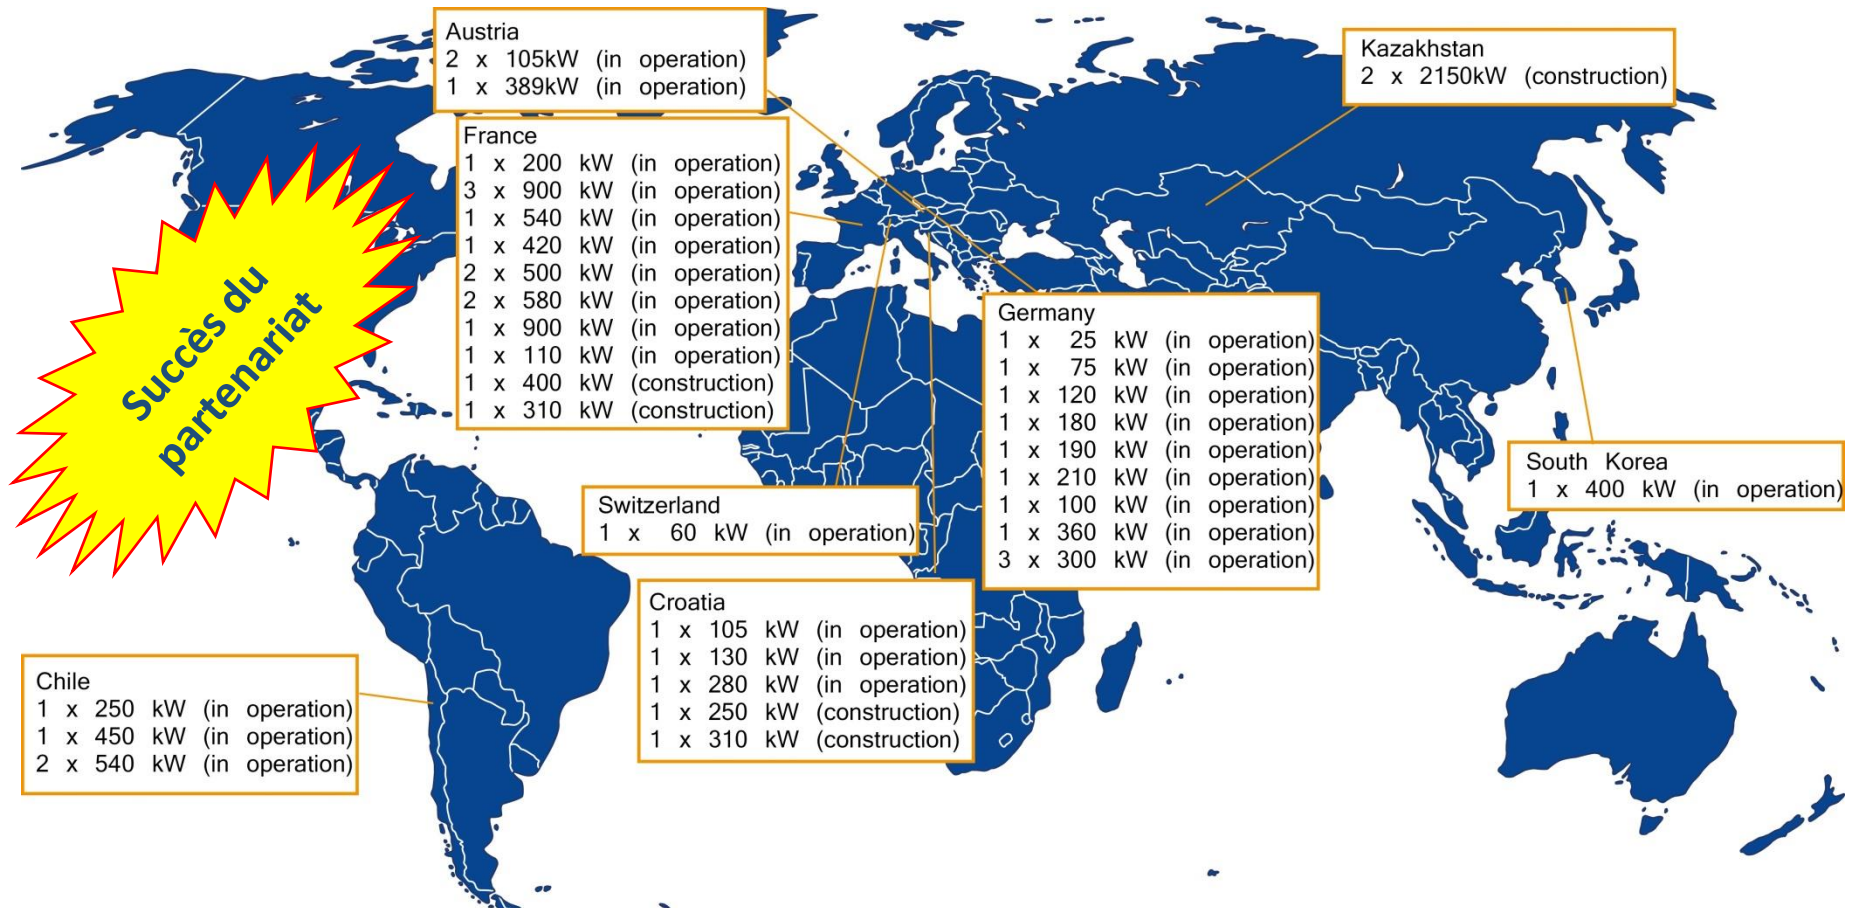 Austria
2 x 105kW (in operation)
1 x 389kW (in operation)
Kazakhstan
2 x 2150kW (construction)
France
1 x 200 kW (in operation)
3 x 900 kW (in operation)
1 x 540 kW (in operation)
1 x 420 kW (in operation)
2 x 500 kW (in operation)
2 x 580 kW (in operation)
1 x 900 kW (in operation)
1 x 110 kW (in operation)
1 x 400 kW (construction)
1 x 310 kW (construction)
Succès du
partenariat
Germany
1 x 25 kW (in operation)
1 x 75 kW (in operation)
1 x 120 kW (in operation)
1 x 180 kW (in operation)
1 x 190 kW (in operation)
1 x 210 kW (in operation)
1 x 100 kW (in operation)
1 x 360 kW (in operation)
3 x 300 kW (in operation)
South Korea
1 x 400 kW (in operation)
Switzerland
1 x 60 kW (in operation)
Croatia
1 x 105 kW (in operation)
1 x 130 kW (in operation)
1 x 280 kW (in operation)
1 x 250 kW (construction)
1 x 310 kW (construction)
Chile
1 x 250 kW (in operation)
1 x 450 kW (in operation)
2 x 540 kW (in operation)